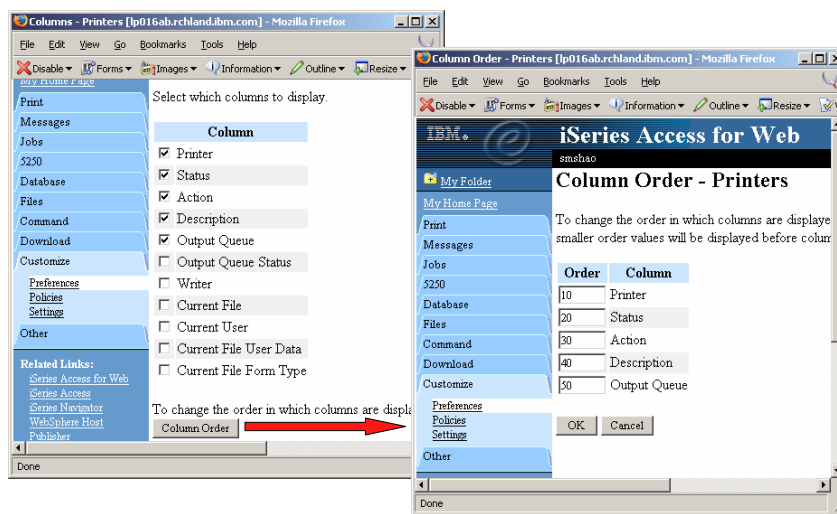 Columns - Printers [lp016ab.rchland.ibm.com] - Mozilla Firefox
File Edit View Go Bookmarks Tools Help
Disable Forms Images Information Outline Resize
My Home Page
Print
Messages
Jobs
5250
Database
Files
Command
Download
Customize
Preferences
Policies
Settings
Other
Related Links:
iSeries Access for Web
iSeries Access
iSeries Navigator
WebSphere Host
Publisher
Select which columns to display.
Column
Printer
Status
Action
Description
Output Queue
Output Queue Status
Writer
Current File
Current User
Current File User Data
Current File Form Type
To change the order in which columns are displa
Column Order
Done
Column Order - Printers [lp016ab.rchland.ibm.com] - Mozilla Firefox
File Edit View Go Bookmarks Tools Help
Disable Forms Images Information Outline Resize
IBM. iSeries Access for Web
smshao
My Folder
My Home Page
Print
Messages
Jobs
5250
Database
Files
Command
Download
Customize
Preferences
Policies
Settings
Other
Column Order - Printers
To change the order in which columns are displaye
smaller order values will be displayed before colum
Order Column
10 Printer
20 Status
30 Action
40 Description
50 Output Queue
OK Cancel
Done